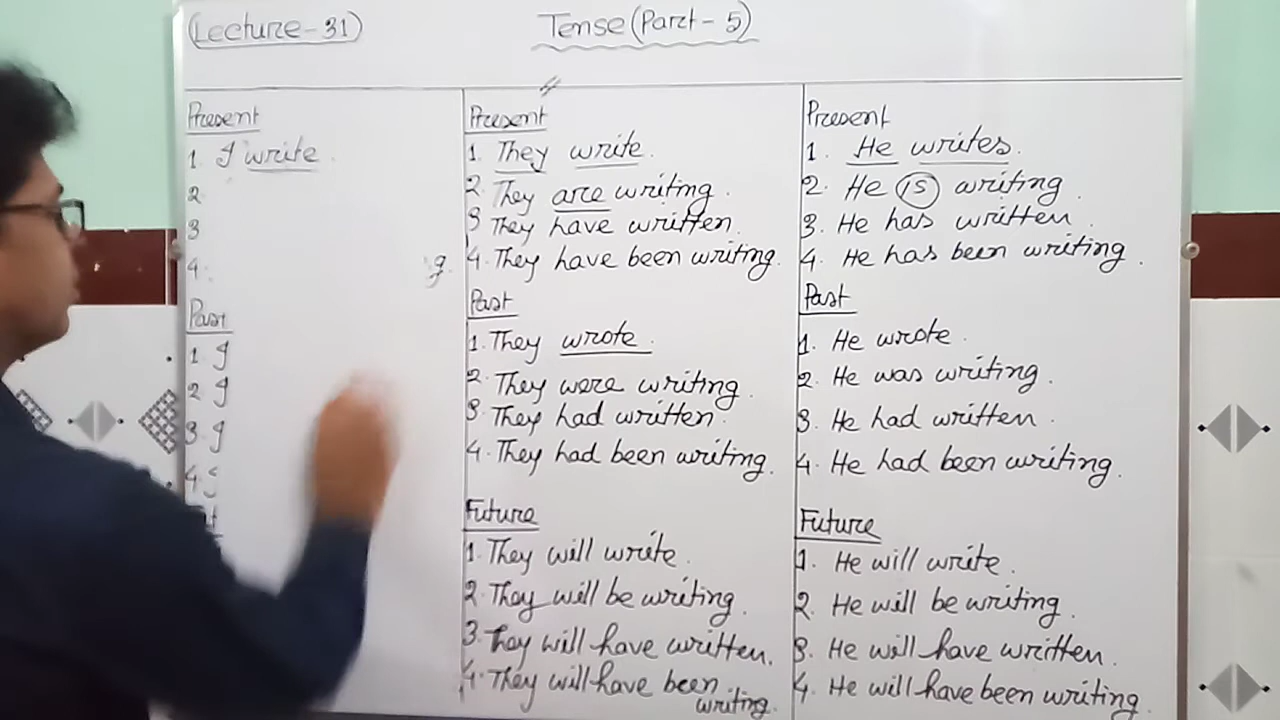 (Lecture-31)
Tense (Part-5)
Present
1. I write.
2.
3
4.
Past
1. I
2 I
3. I
4.
Present
1. They write.
2. They are writing.
3 They have written.
4. They have been writing.
Past
1. They wrote.
2. They were writing.
3. They had written.
4. They had been writing.
Future
1. They will write.
2. They will be writing.
3. They will have written.
4. They will have been
writing.
Present
1. He writes.
2. He is writing.
3. He has written.
4. He has been writing.
Past
1. He wrote.
2. He was writing.
3. He had written.
4. He had been writing.
Future
1. He will write.
2. He will be writing.
3. He will have written.
4. He will have been writing.